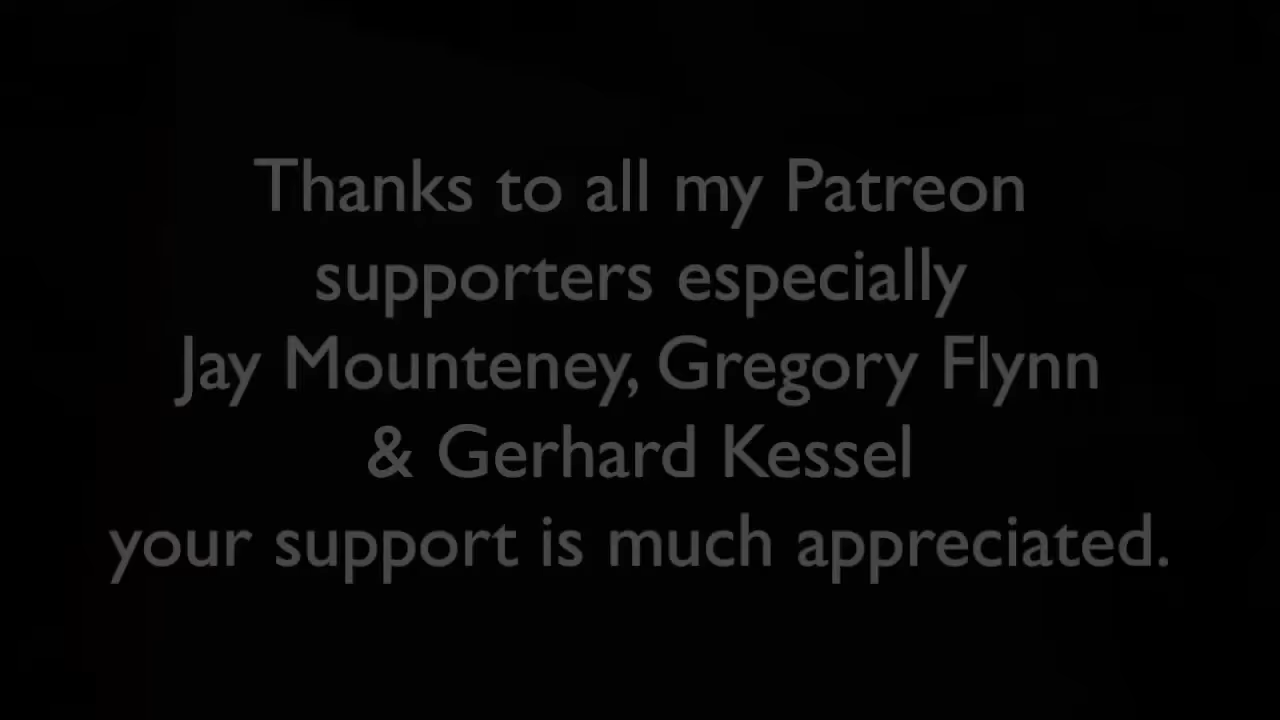 Thanks to all my Patreon
supporters especially
Jay Mounteney, Gregory Flynn
& Gerhard Kessel
your support is much appreciated.